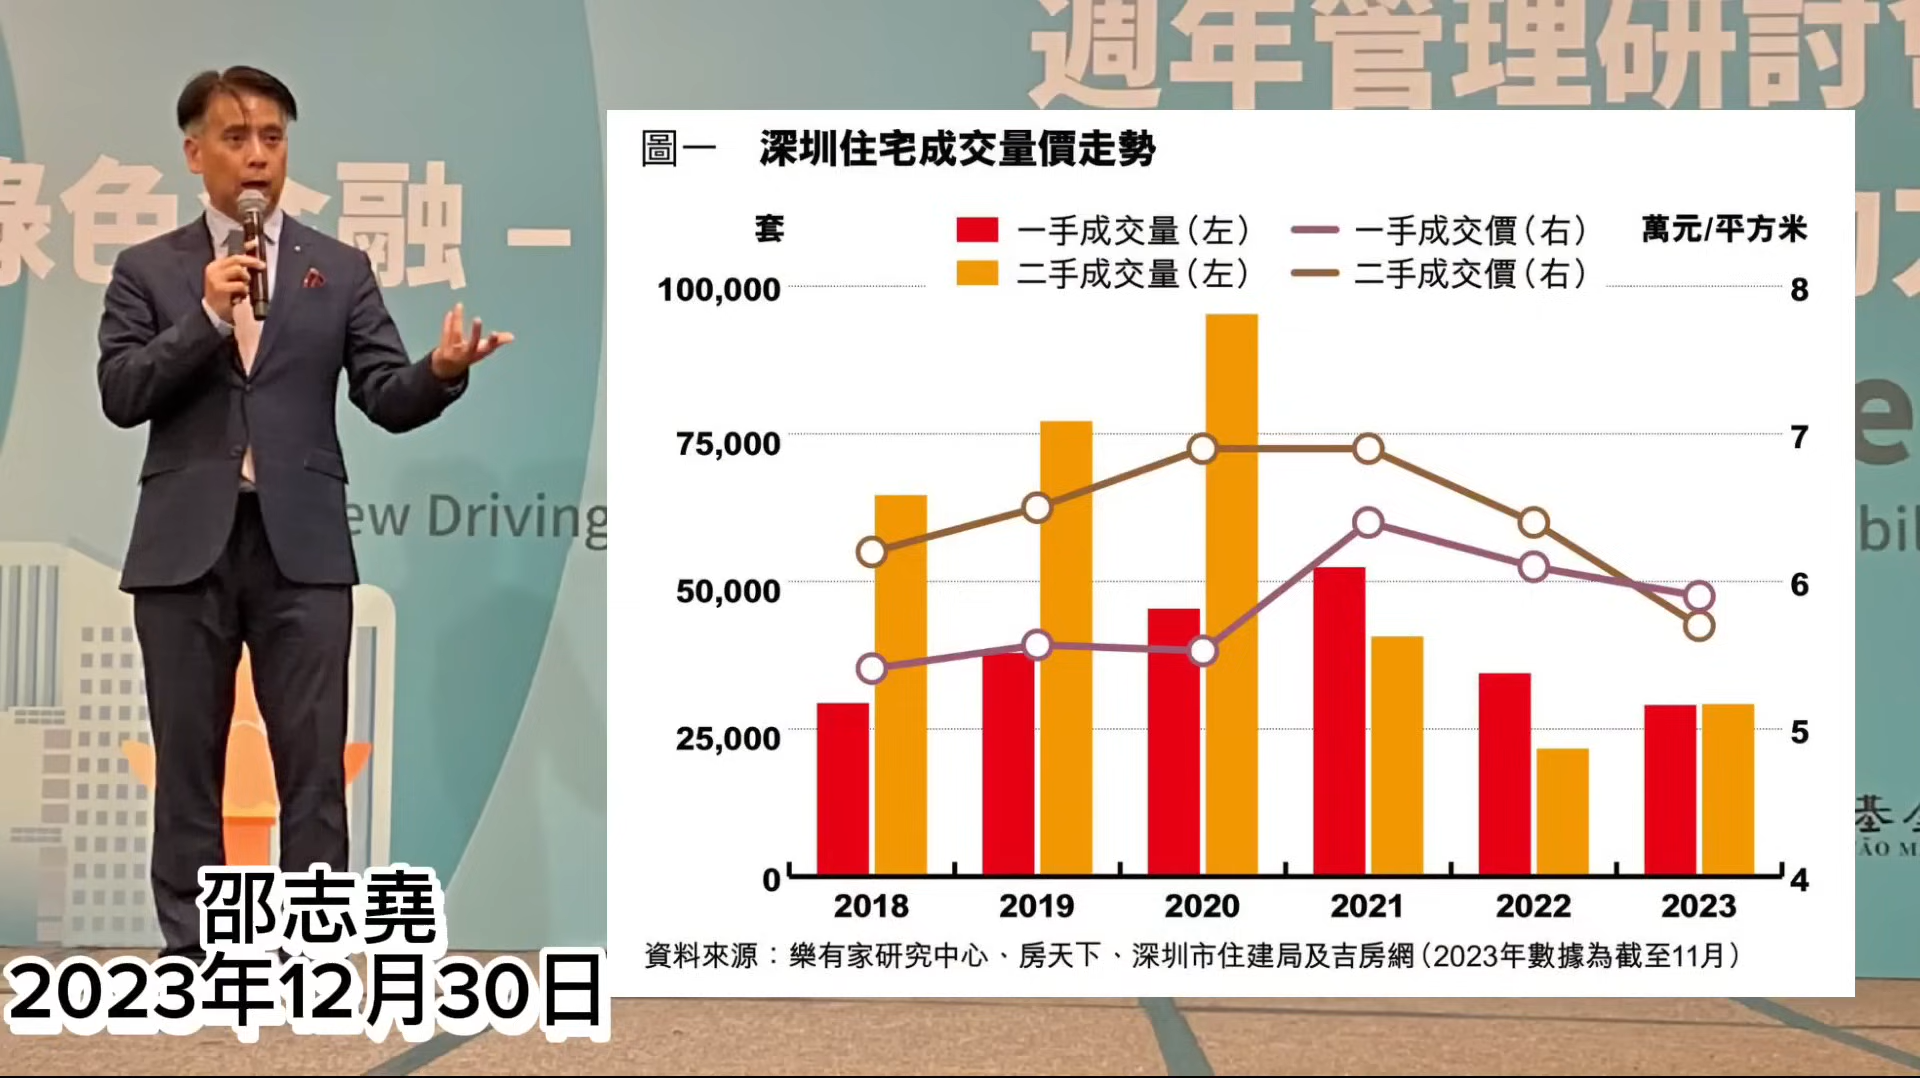 週年管理研討
綠色金融 –
ew Driving
圖一 深圳住宅成交量價走勢
套
萬元/平方米
一手成交量(左) 一手成交價(右)
二手成交量(左) 二手成交價(右)
100,000 8
75,000 7
50,000 6
25,000 5
0 4
2018 2019 2020 2021 2022 2023
資料來源：樂有家研究中心、房天下、深圳市住建局及吉房網(2023年數據為截至11月)
邵志堯
2023年12月30日